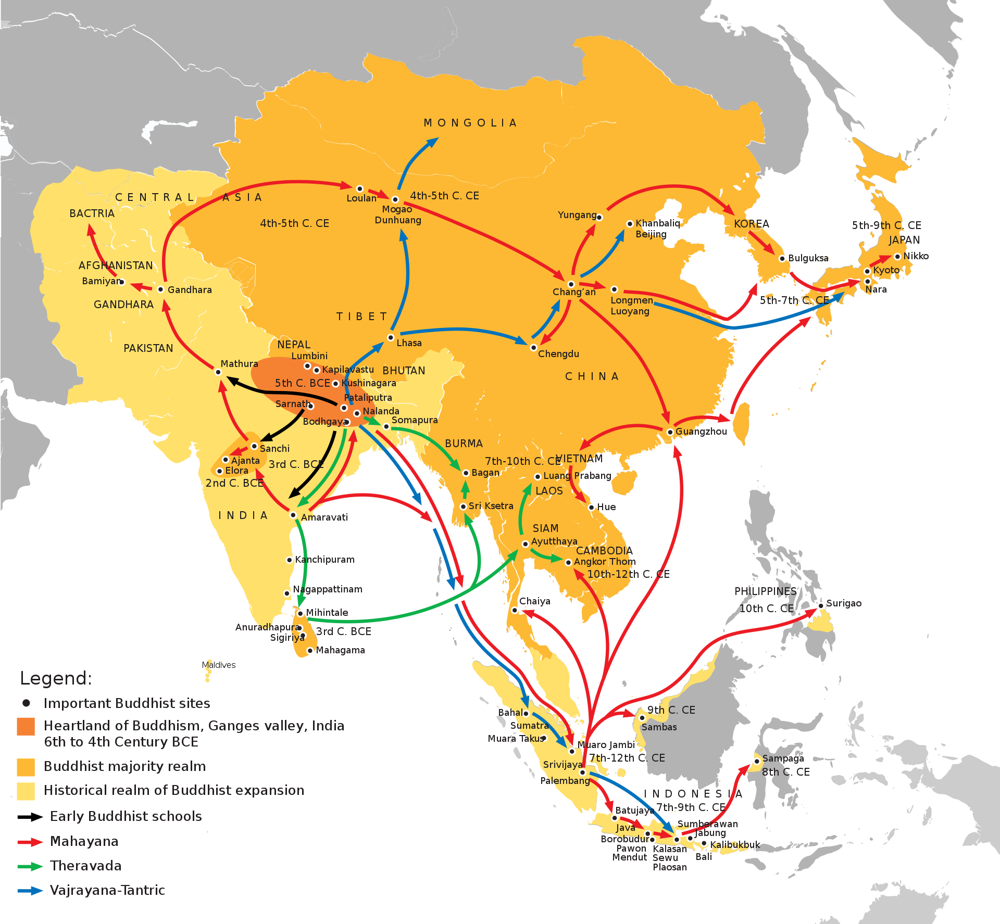 MONGOLIA
CENTRAL ASIA
Loulan
4th-5th C. CE
Mogao
Dunhuang
BACTRIA
4th-5th C. CE
Yungang
Khanbaliq
Beijing
KOREA
5th-9th C. CE
JAPAN
Bulguksa
Nikko
Kyoto
Nara
AFGHANISTAN
Bamiyan
Gandhara
GANDHARA
Chang’an
Longmen
Luoyang
5th-7th C. CE
TIBET
Lhasa
Chengdu
PAKISTAN
NEPAL
Lumbini
Mathura
Kapilavastu
BHUTAN
CHINA
5th C. BCE
Kushinagara
Pataliputra
Sarnath
Nalanda
Bodhgaya
Somapura
Guangzhou
BURMA
Sanchi
Ajanta
3rd C. BCE
Elora
2nd C. BCE
7th-10th C. CE
VIETNAM
Bagan
Luang Prabang
LAOS
Sri Ksetra
Hue
INDIA
Amaravati
SIAM
Ayutthaya
CAMBODIA
Angkor Thom
10th-12th C. CE
Kanchipuram
Nagappattinam
PHILIPPINES
10th C. CE
Surigao
Chaiya
Mihintale
Anuradhapura
Sigiriya
3rd C. BCE
Mahagama
Maldives
Legend:
Important Buddhist sites
Heartland of Buddhism, Ganges valley, India
6th to 4th Century BCE
Buddhist majority realm
Historical realm of Buddhist expansion
Early Buddhist schools
Mahayana
Theravada
Vajrayana-Tantric
Bahal
Sumatra
Muara Takus
Muaro Jambi
7th-12th C. CE
Srivijaya
Palembang
9th C. CE
Sambas
Sampaga
8th C. CE
INDONESIA
7th-9th C. CE
Batujaya
Java
Sumberawan
Jabung
Borobudur
Pawon
Mendut
Kalasan
Sewu
Plaosan
Kalibukbuk
Bali